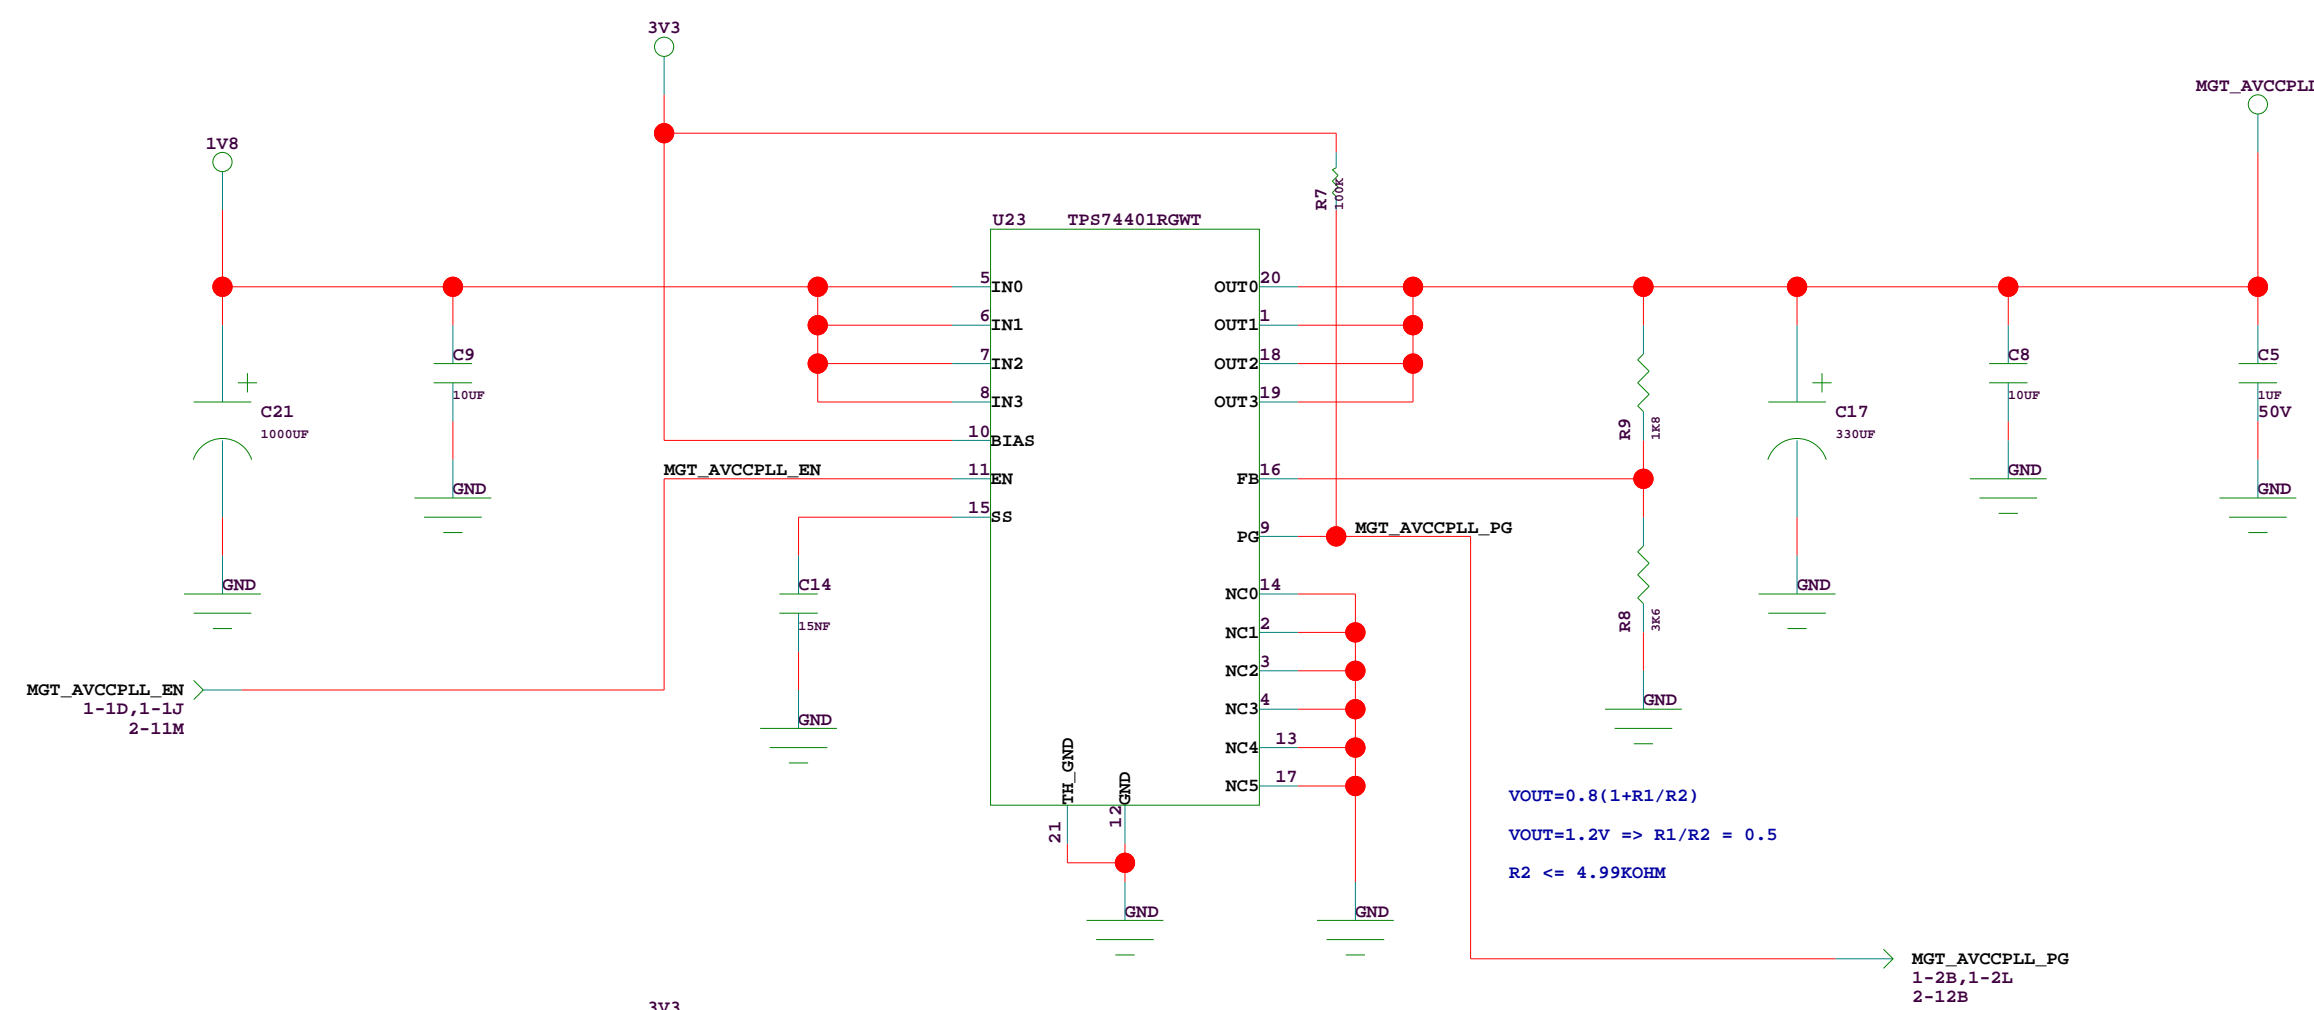 3V3
MGT_AVCCPLL
1V8
R7
100K
U23
TPS74401RGWT
5
IN0
6
IN1
7
IN2
8
IN3
10
BIAS
MGT_AVCCPLL_EN
11
EN
15
SS
OUT0
20
OUT1
1
OUT2
18
OUT3
19
FB
16
PG
9
MGT_AVCCPLL_PG
NC0
14
NC1
2
NC2
3
NC3
4
NC4
13
NC5
17
TH_GND
21
GND
12
GND
GND
C21
1000UF
GND
C9
10UF
GND
C14
15NF
GND
R9
1K8
R8
3K6
GND
C17
330UF
GND
C8
10UF
GND
C5
1UF
50V
GND
MGT_AVCCPLL_EN
1-1D,1-1J
2-11M
VOUT=0.8(1+R1/R2)
VOUT=1.2V => R1/R2 = 0.5
R2 <= 4.99KOHM
MGT_AVCCPLL_PG
1-2B,1-2L
2-12B
3V3